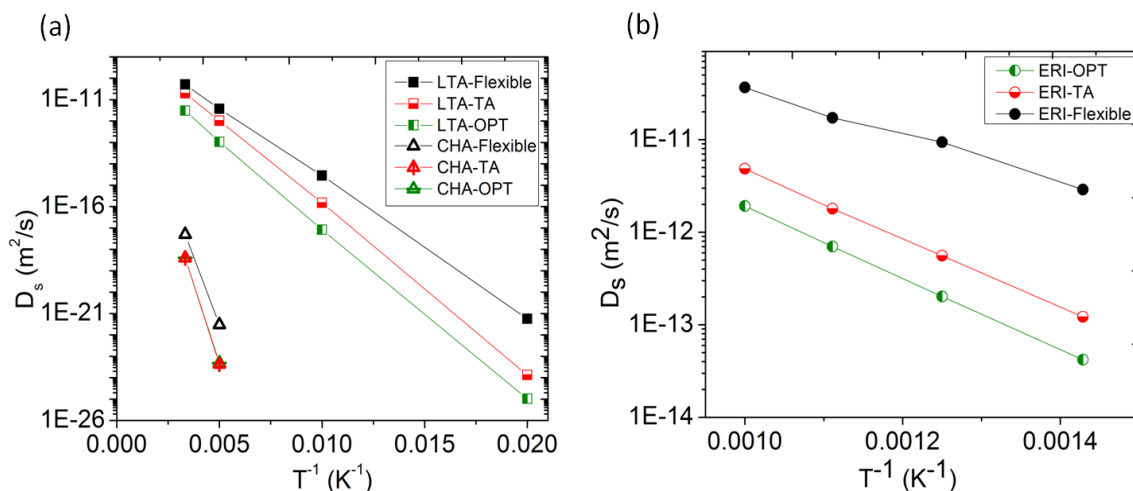 (a)
LTA-Flexible
LTA-TA
LTA-OPT
CHA-Flexible
CHA-TA
CHA-OPT
1E-11
1E-16
1E-21
1E-26
Dₛ (m²/s)
0.000 0.005 0.010 0.015 0.020
T⁻¹ (K⁻¹)
(b)
ERI-OPT
ERI-TA
ERI-Flexible
1E-11
1E-12
1E-13
1E-14
Dₛ (m²/s)
0.0010 0.0012 0.0014
T⁻¹ (K⁻¹)